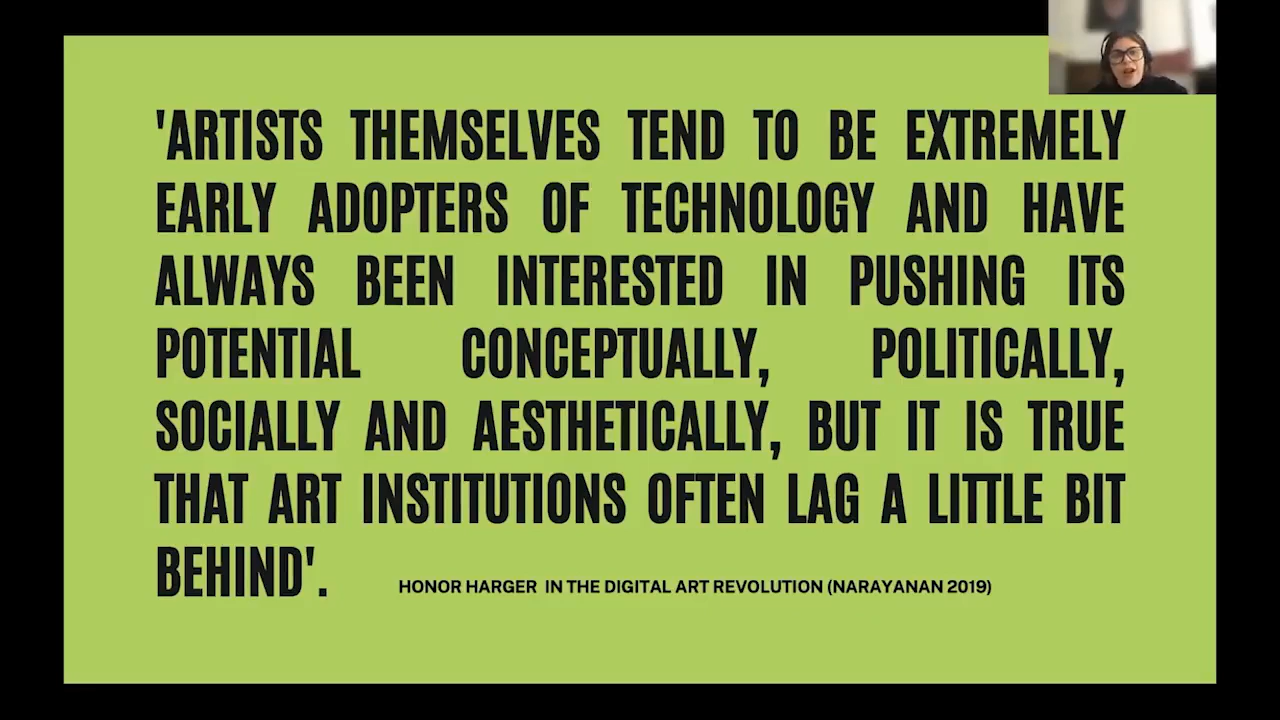 'ARTISTS THEMSELVES TEND TO BE EXTREMELY
EARLY ADOPTERS OF TECHNOLOGY AND HAVE
ALWAYS BEEN INTERESTED IN PUSHING ITS
POTENTIAL CONCEPTUALLY, POLITICALLY,
SOCIALLY AND AESTHETICALLY, BUT IT IS TRUE
THAT ART INSTITUTIONS OFTEN LAG A LITTLE BIT
BEHIND'.
HONOR HARGER IN THE DIGITAL ART REVOLUTION (NARAYANAN 2019)